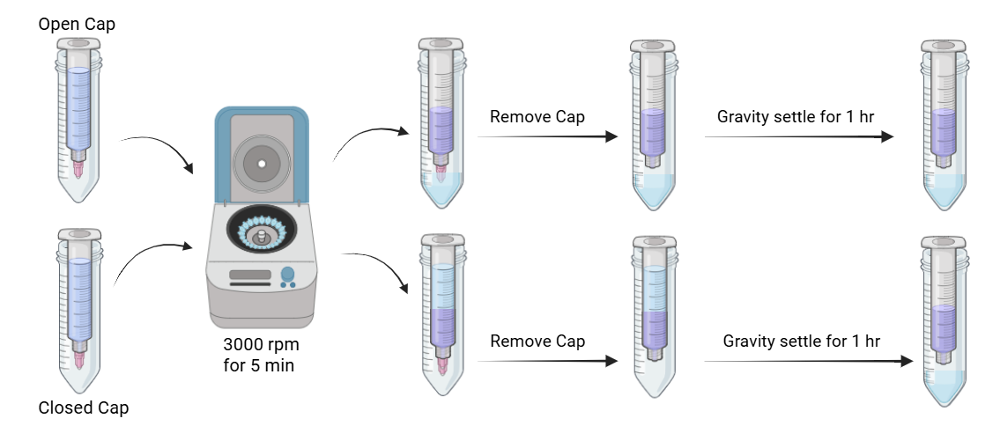 Open Cap
Remove Cap
Gravity settle for 1 hr
3000 rpm
for 5 min
Remove Cap
Gravity settle for 1 hr
Closed Cap